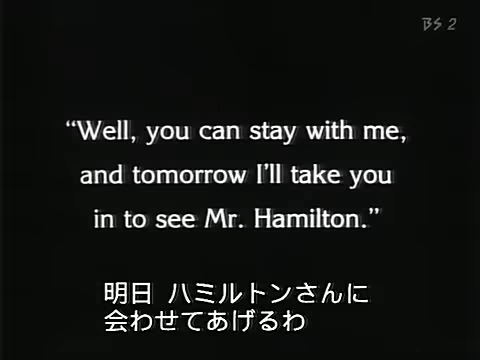 BS 2
“Well, you can stay with me,
and tomorrow I’ll take you
in to see Mr. Hamilton.”
明日 ハミルトンさんに
会わせてあげるわ